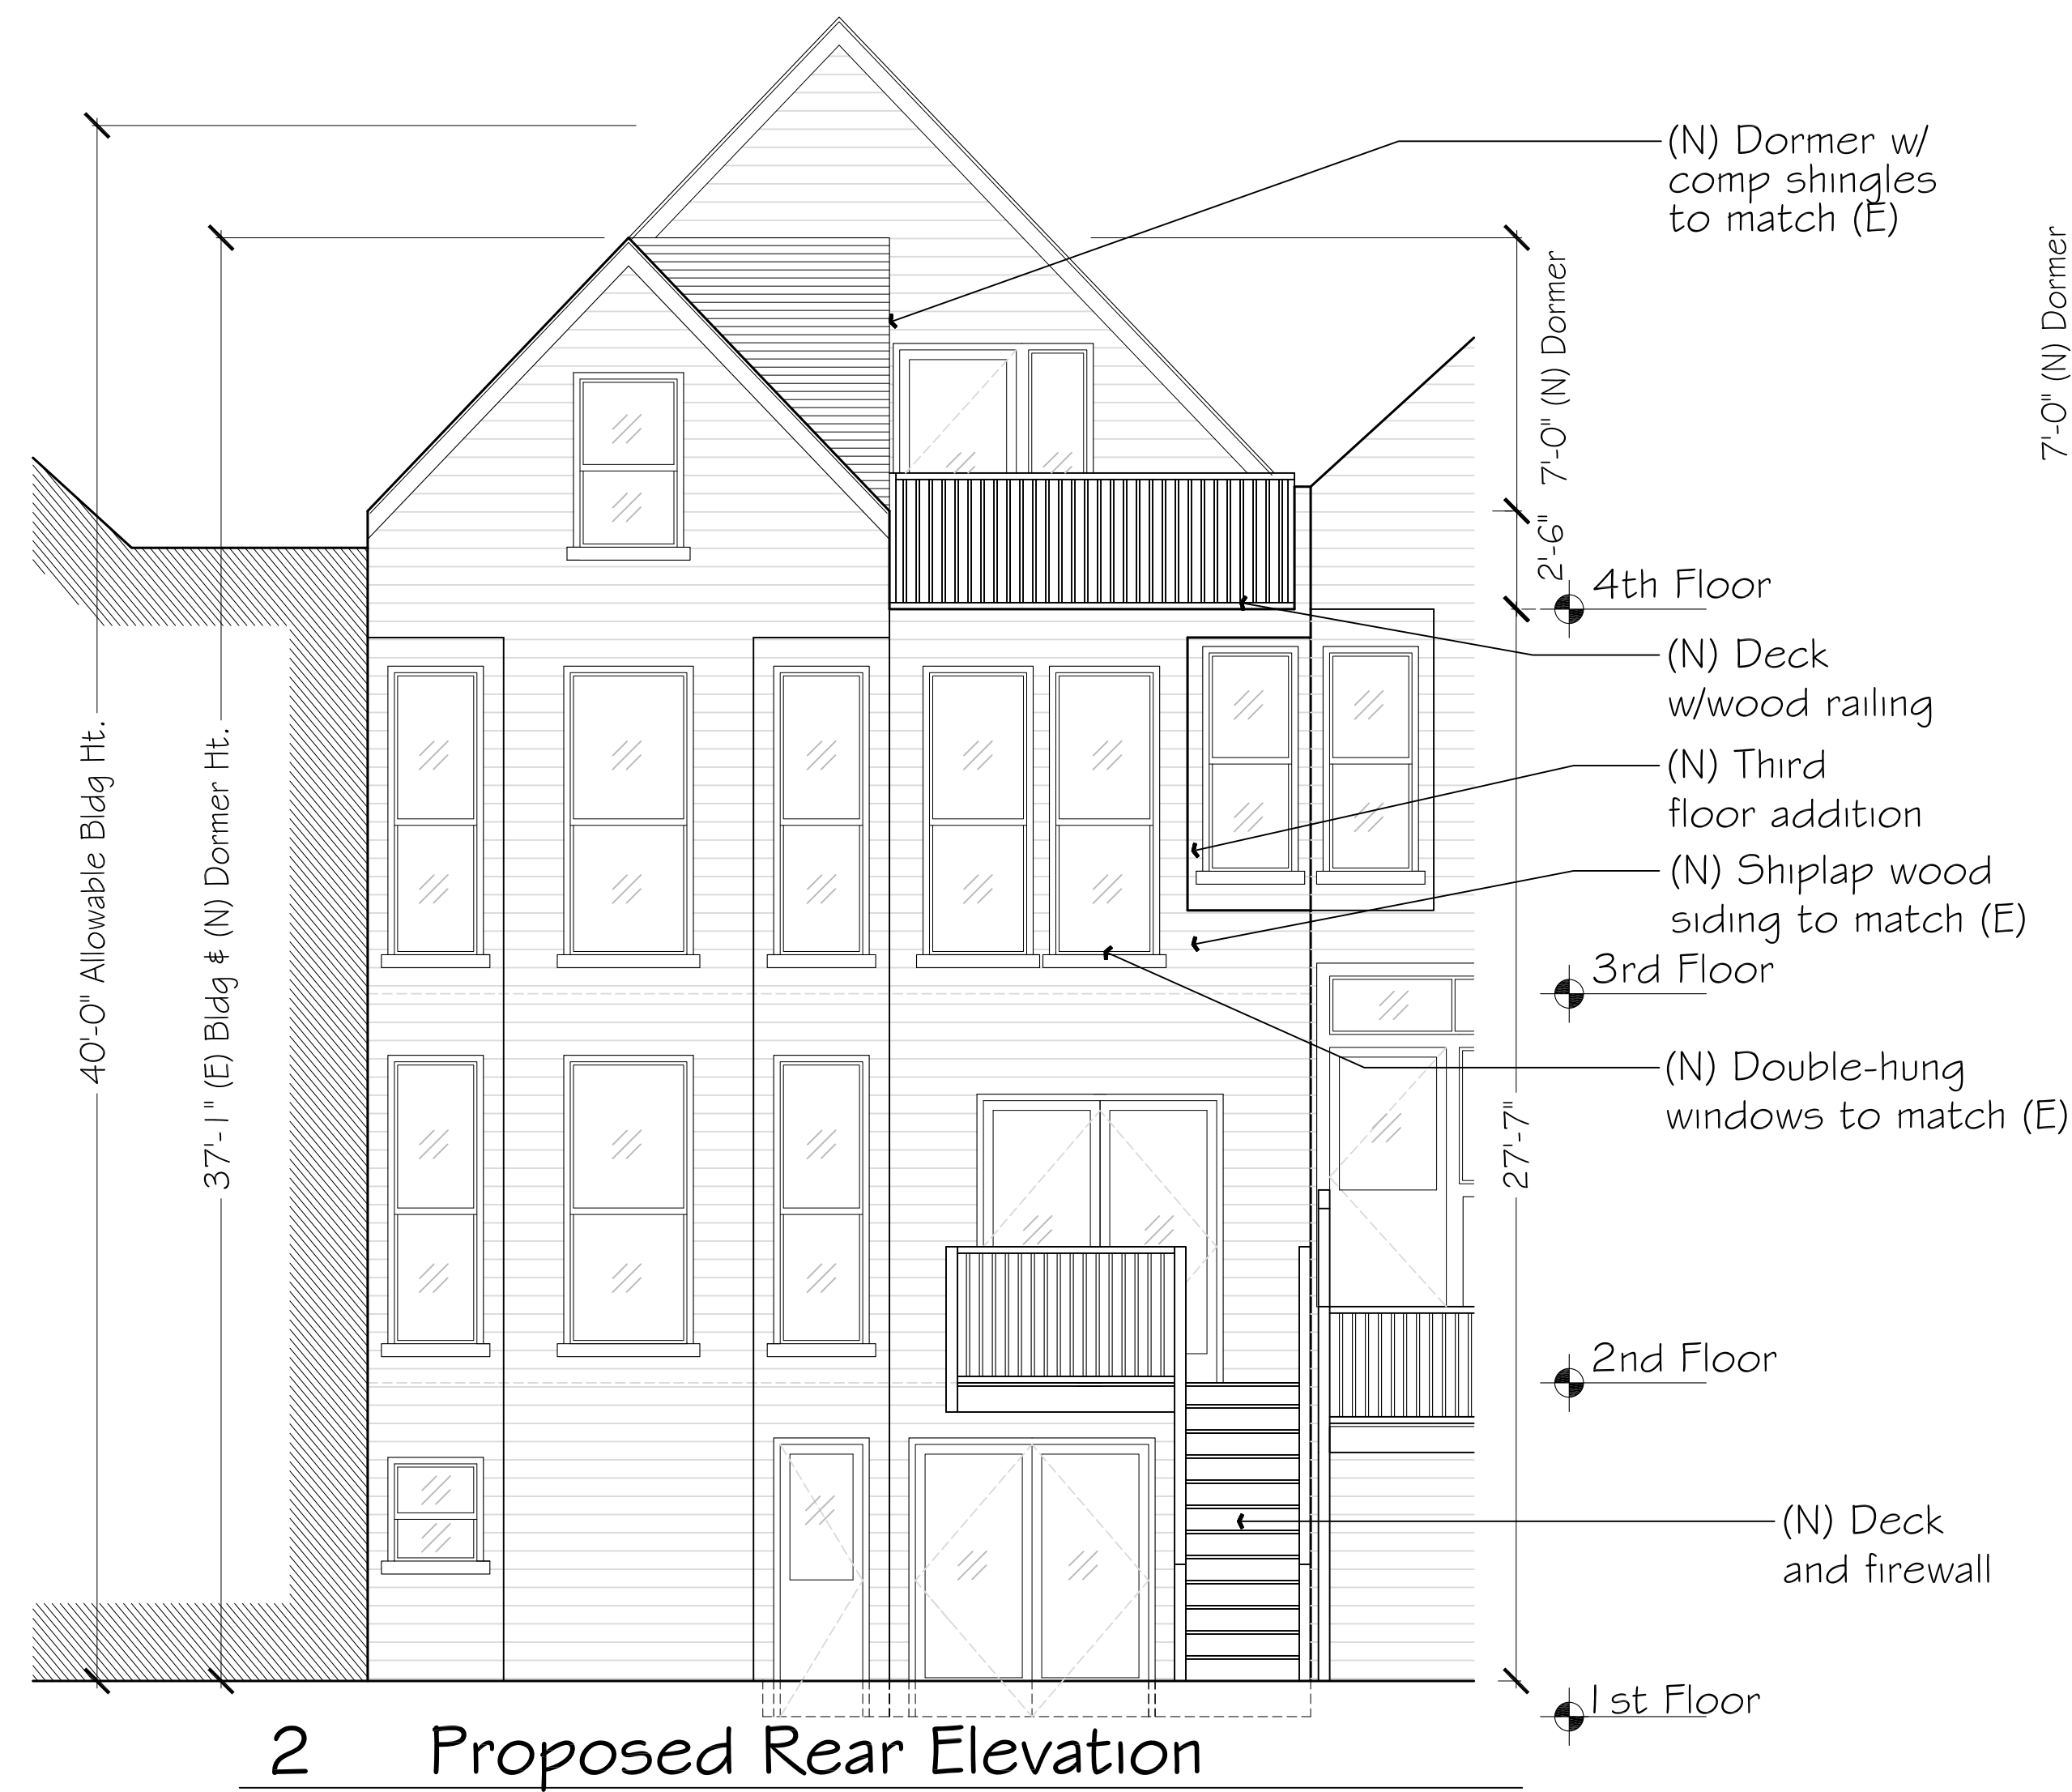 (N) Dormer w/
comp shingles
to match (E)
7'-0" (N) Dormer
7'-0" (N) Dormer
2'-6"
4th Floor
(N) Deck
w/wood railing
(N) Third
floor addition
(N) Shiplap wood
siding to match (E)
3rd Floor
(N) Double-hung
windows to match (E)
40'-0" Allowable Bldg Ht.
37'-1" (E) Bldg & (N) Dormer Ht.
27'-7"
2nd Floor
(N) Deck
and firewall
1st Floor
2 Proposed Rear Elevation